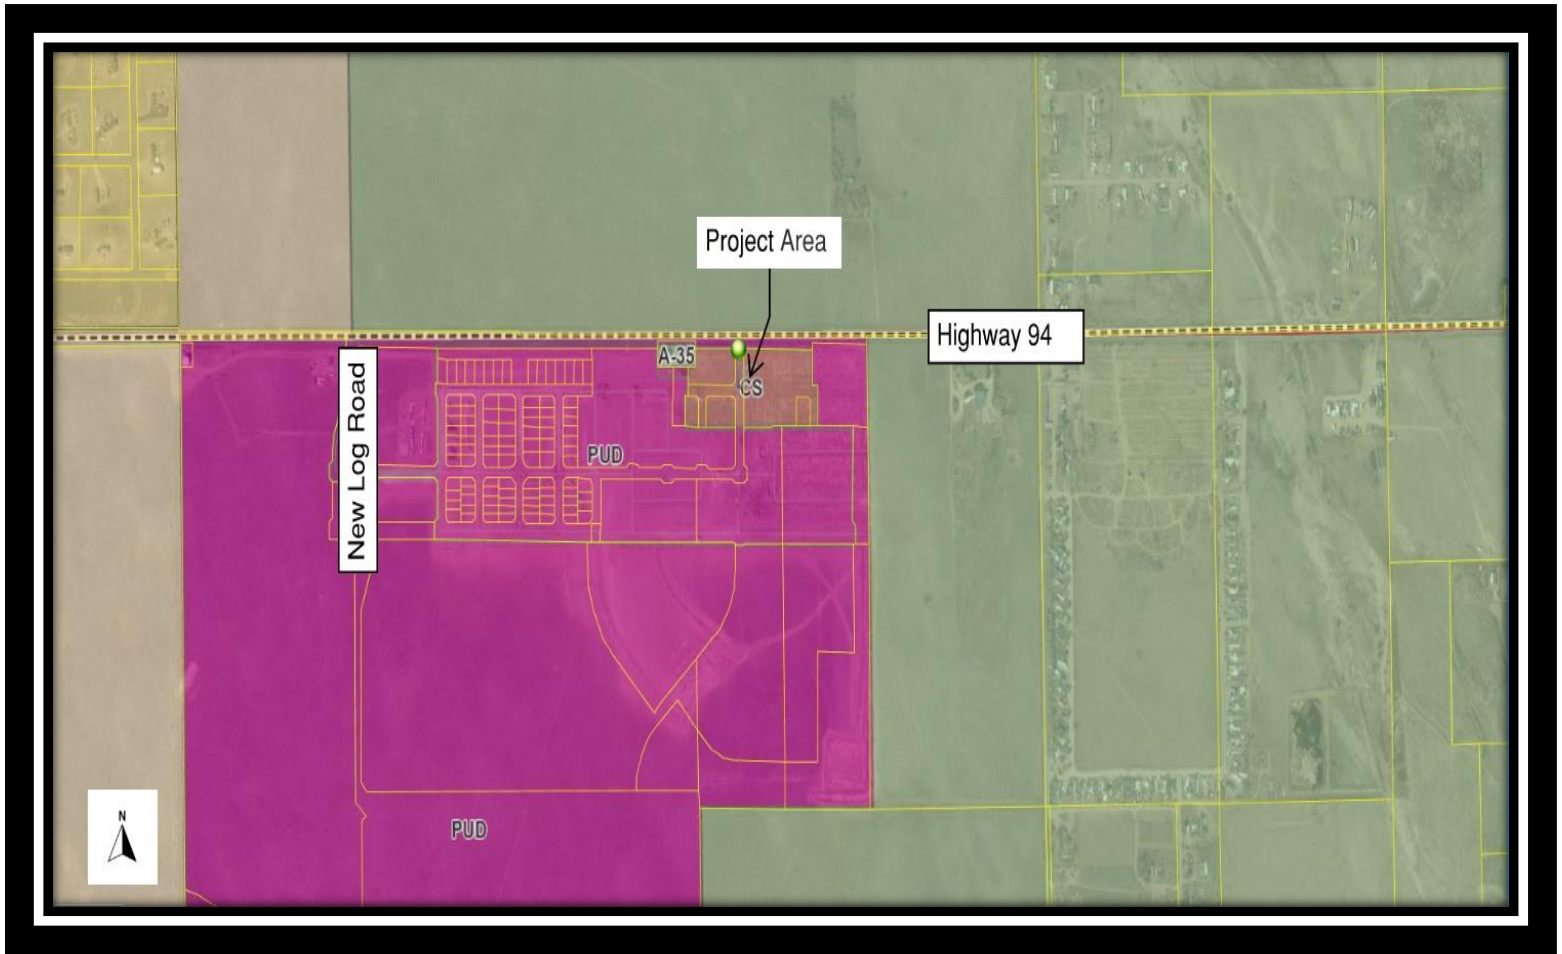 Project Area
Highway 94
A-35
CS
New Log Road
PUD
PUD
N